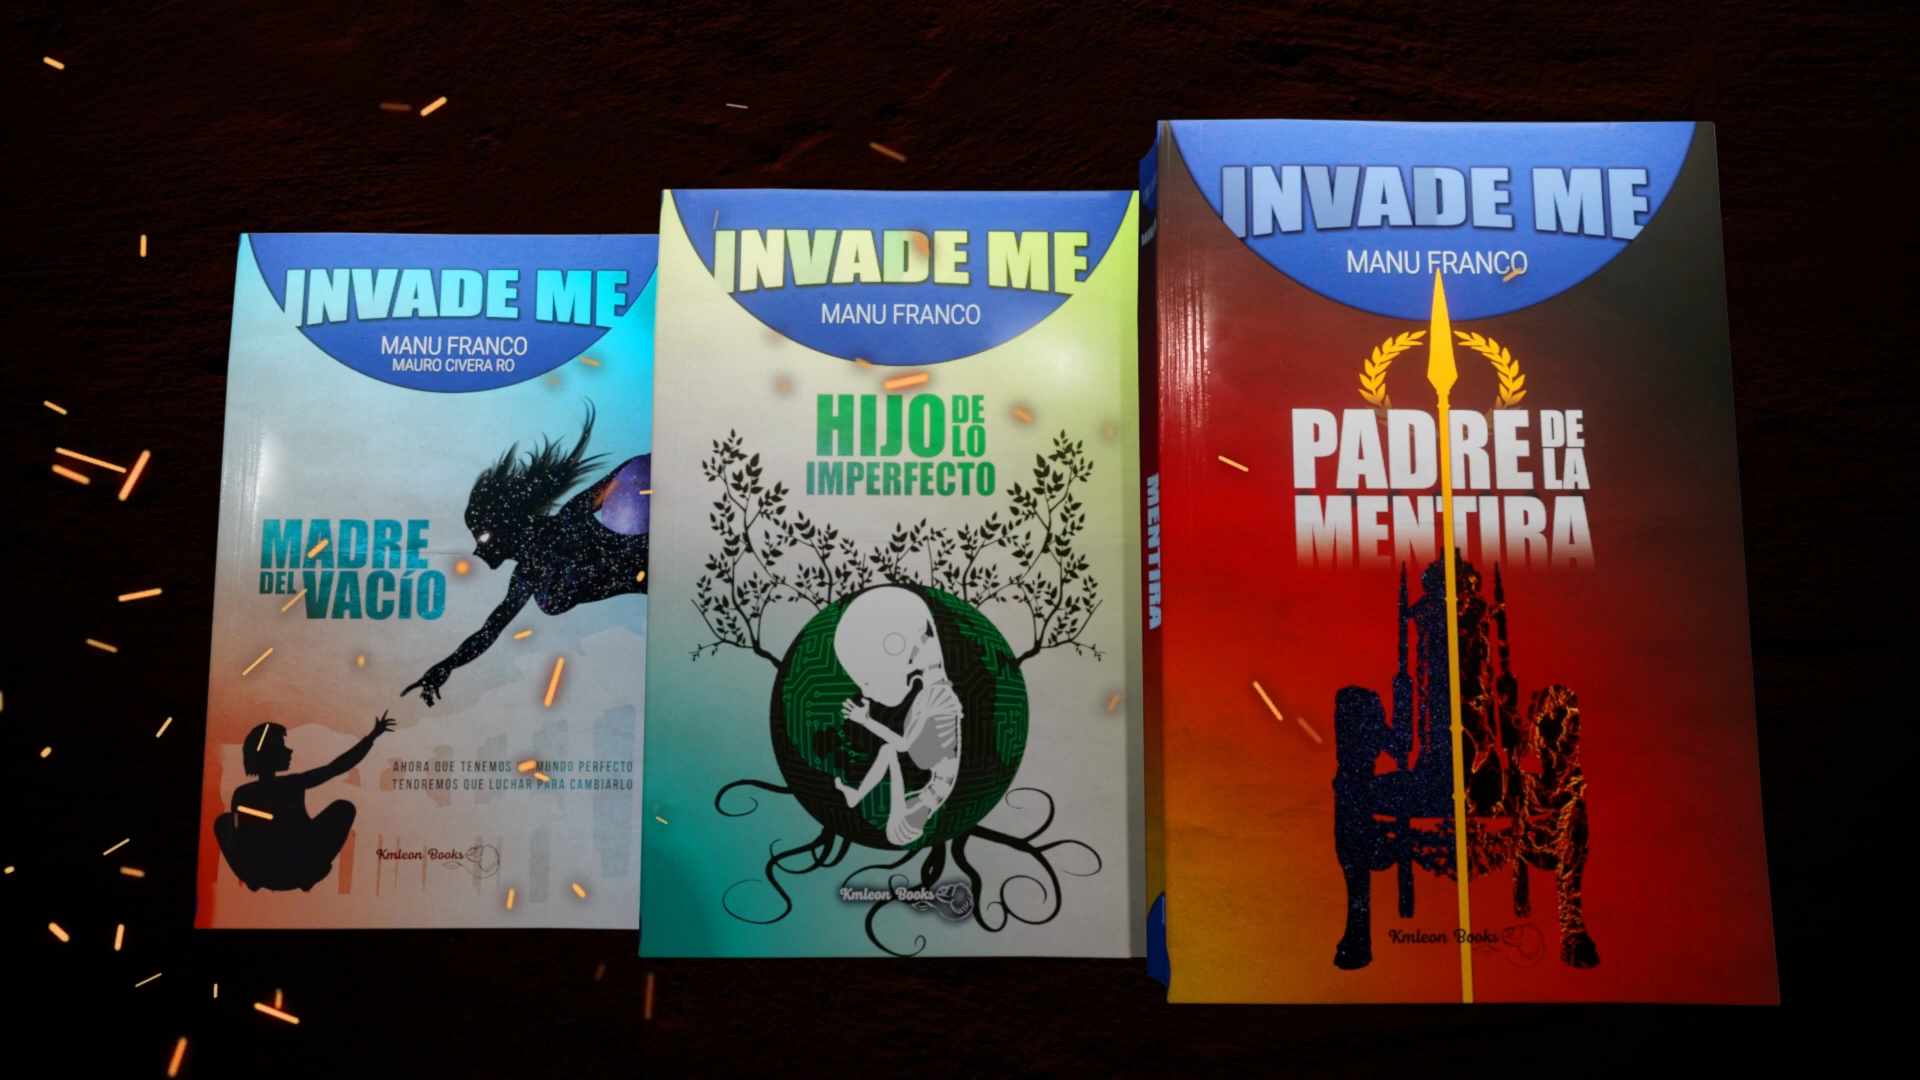 INVADE ME
MANU FRANCO
MAURO CIVERA RO
MADRE
DEL VACÍO
AHORA QUE TENEMOS UN MUNDO PERFECTO
TENDREMOS QUE LUCHAR PARA CAMBIARLO
Kmleon Books
INVADE ME
MANU FRANCO
HIJO DE
LO
IMPERFECTO
Kmleon Books
MENTIRA
INVADE ME
MANU FRANCO
PADRE DE
LA
MENTIRA
Kmleon Books